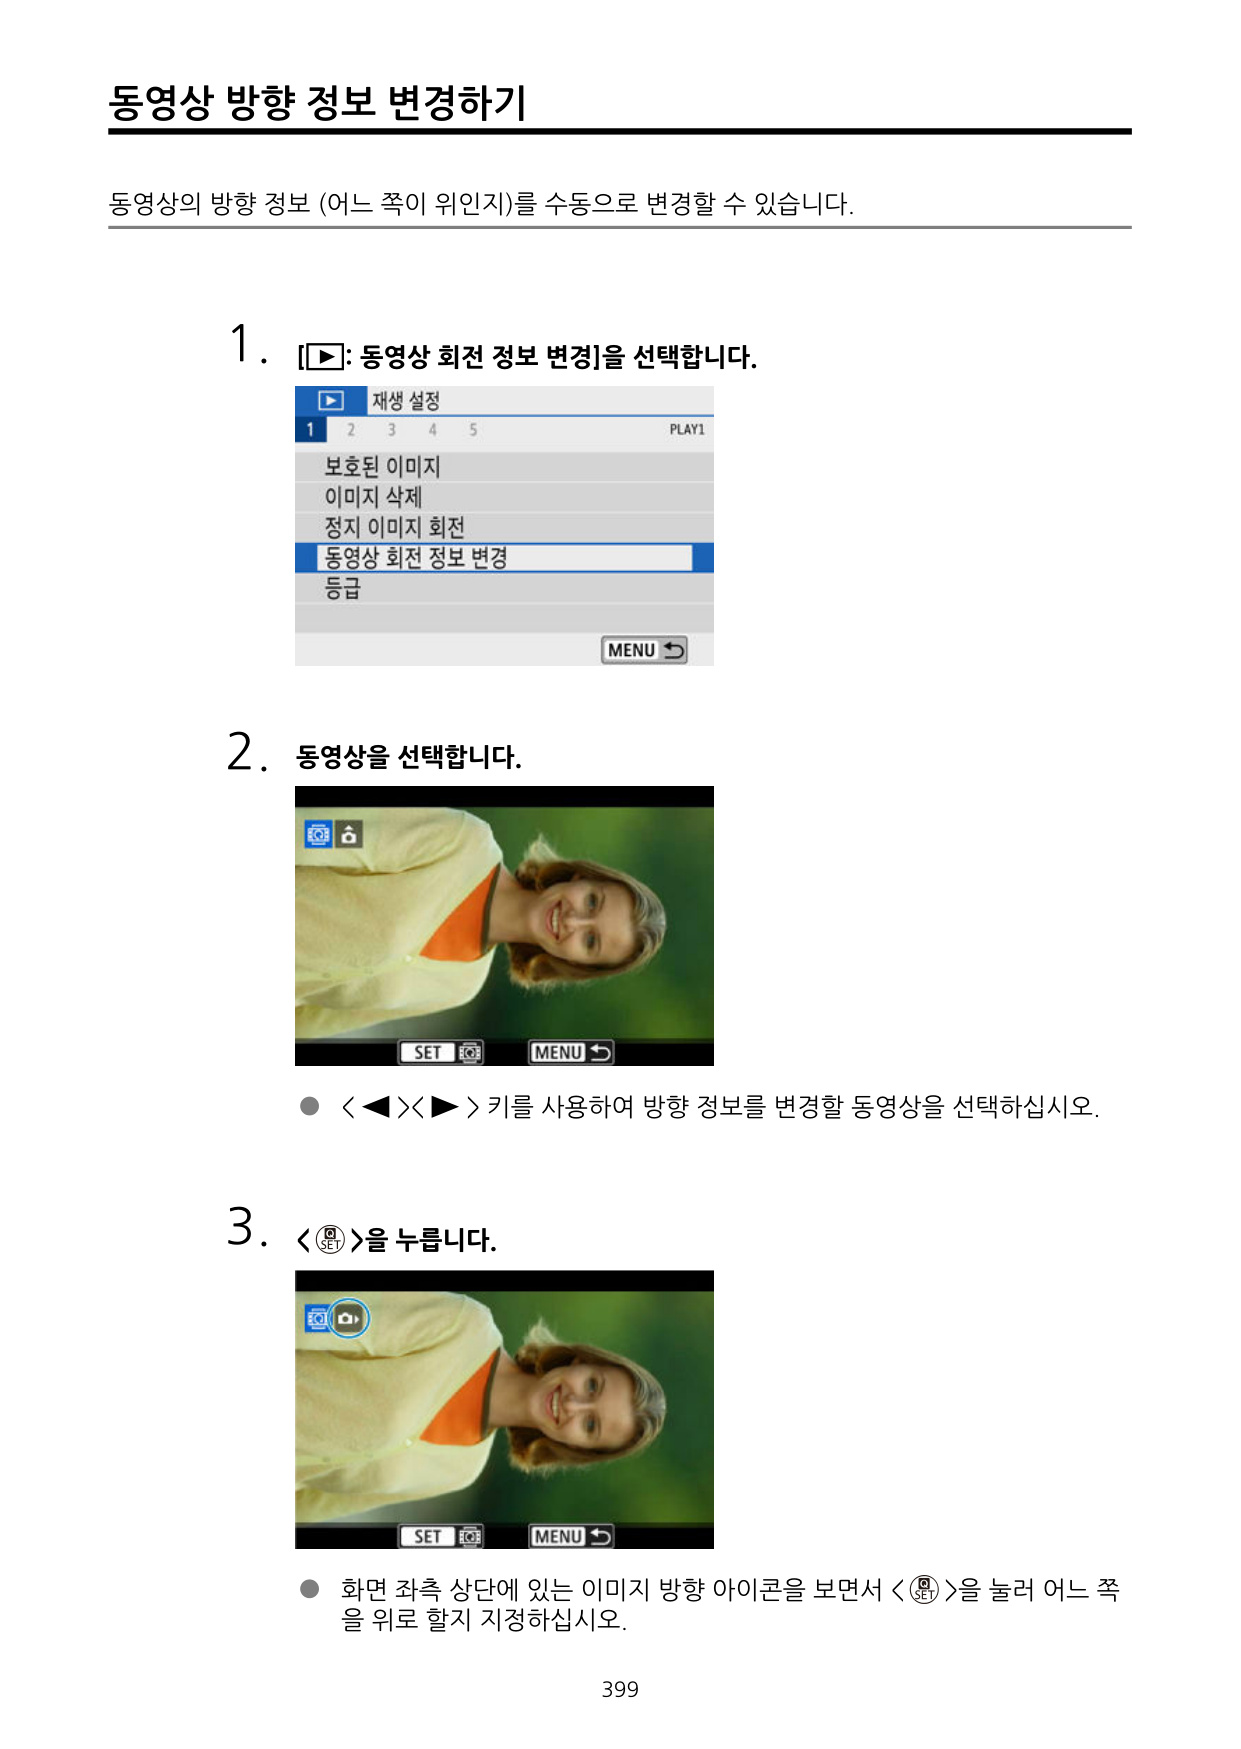 동영상 방향 정보 변경하기
동영상의 방향 정보 (어느 쪽이 위인지)를 수동으로 변경할 수 있습니다.
1. [▶: 동영상 회전 정보 변경]을 선택합니다.
재생 설정
1 2 3 4 5 PLAY1
보호된 이미지
이미지 삭제
정지 이미지 회전
동영상 회전 정보 변경
등급
MENU
2. 동영상을 선택합니다.
SET MENU
● <◀><▶> 키를 사용하여 방향 정보를 변경할 동영상을 선택하십시오.
3. <Q SET>을 누릅니다.
SET MENU
● 화면 좌측 상단에 있는 이미지 방향 아이콘을 보면서 <Q SET>을 눌러 어느 쪽
을 위로 할지 지정하십시오.
399